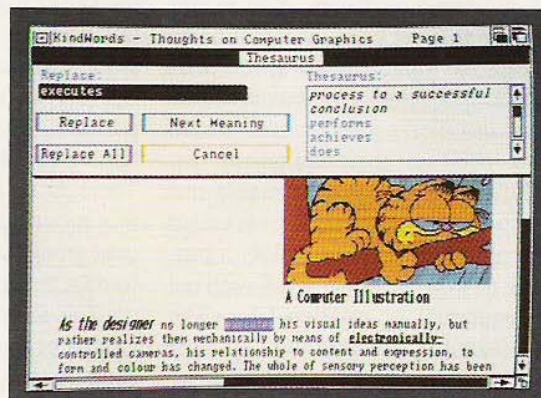 KindWords - Thoughts on Computer Graphics Page 1
Thesaurus
Replace:
executes
Replace
Next Meaning
Replace All
Cancel
Thesaurus:
process to a successful
conclusion
performs
achieves
does
A Computer Illustration
As the designer no longer executes his visual ideas manually, but
rather realizes them mechanically by means of electronically-
controlled cameras, his relationship to content and expression, to
form and colour has changed. The whole of sensory perception has been